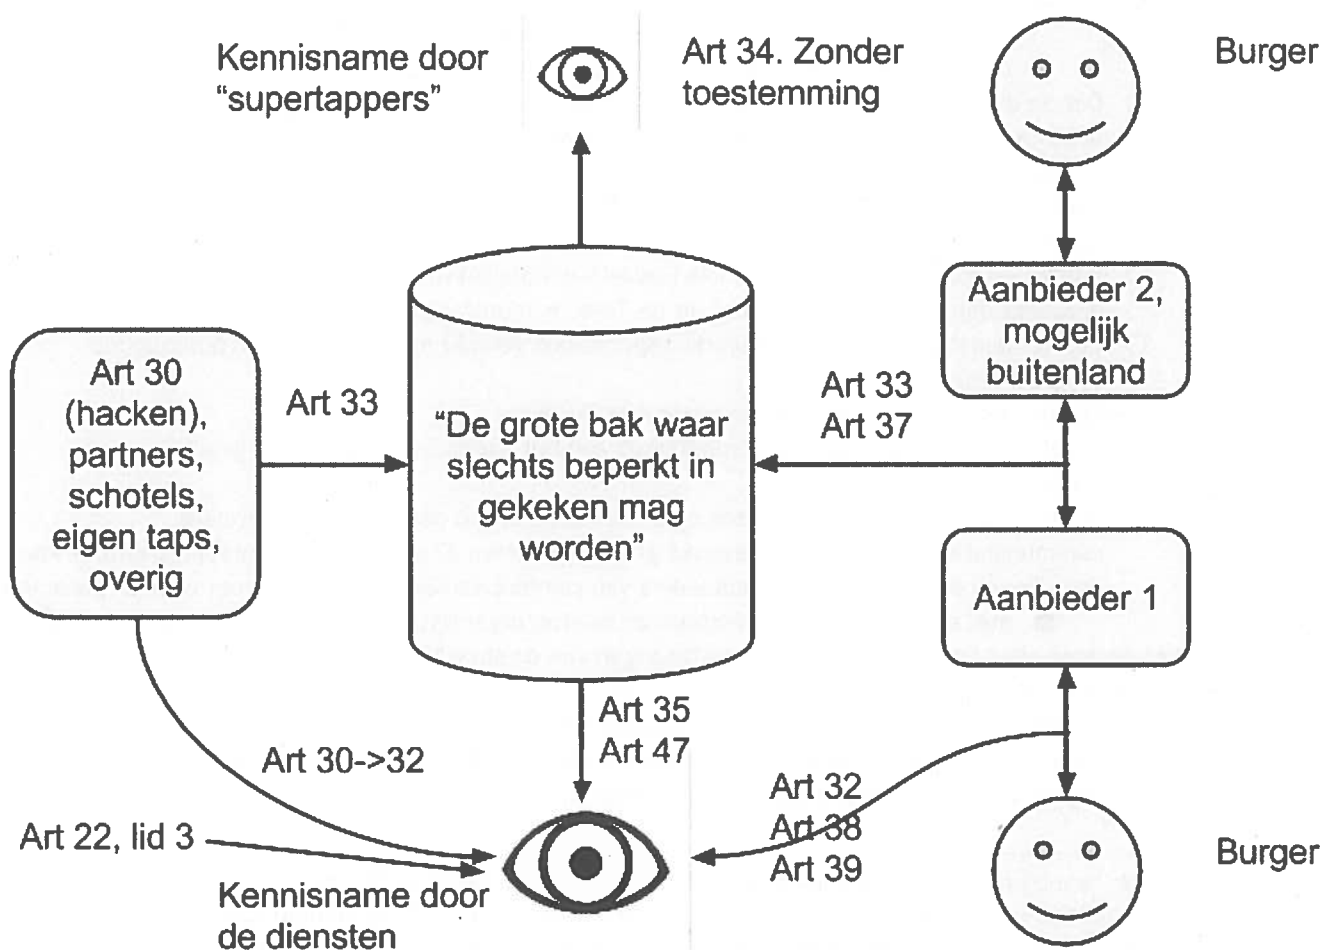 Kennisname door
“supertappers”
Art 34. Zonder
toestemming
Burger
Aanbieder 2,
mogelijk
buitenland
Art 30
(hacken),
partners,
schotels,
eigen taps,
overig
Art 33
“De grote bak waar
slechts beperkt in
gekeken mag
worden”
Art 33
Art 37
Aanbieder 1
Art 35
Art 47
Art 30->32
Art 32
Art 38
Art 39
Art 22, lid 3
Kennisname door
de diensten
Burger